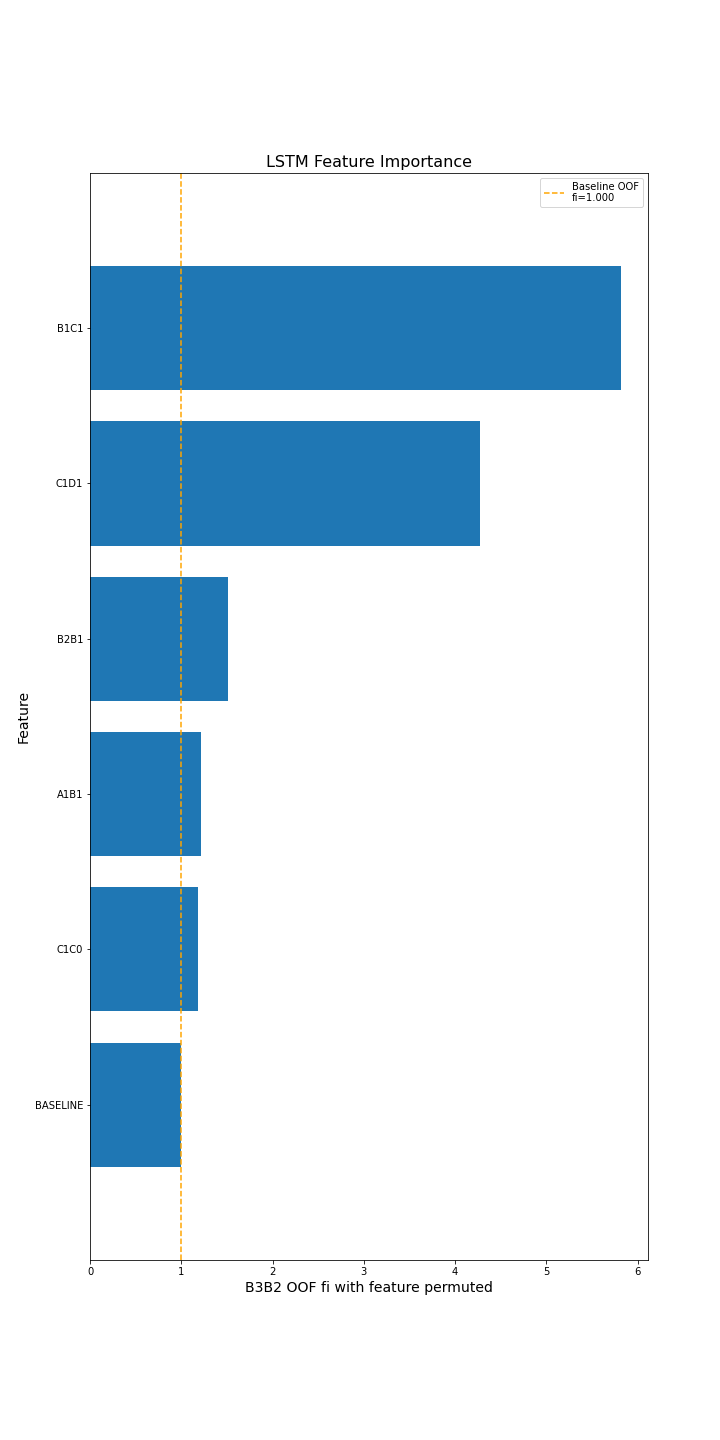 LSTM Feature Importance
Baseline OOF
fi=1.000
B1C1
C1D1
B2B1
A1B1
C1C0
BASELINE
Feature
0 1 2 3 4 5 6
B3B2 OOF fi with feature permuted